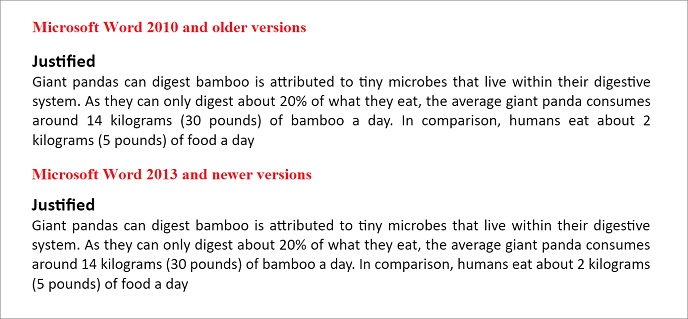 Microsoft Word 2010 and older versions
Justified
Giant pandas can digest bamboo is attributed to tiny microbes that live within their digestive
system. As they can only digest about 20% of what they eat, the average giant panda consumes
around 14 kilograms (30 pounds) of bamboo a day. In comparison, humans eat about 2
kilograms (5 pounds) of food a day
Microsoft Word 2013 and newer versions
Justified
Giant pandas can digest bamboo is attributed to tiny microbes that live within their digestive
system. As they can only digest about 20% of what they eat, the average giant panda consumes
around 14 kilograms (30 pounds) of bamboo a day. In comparison, humans eat about 2 kilograms
(5 pounds) of food a day